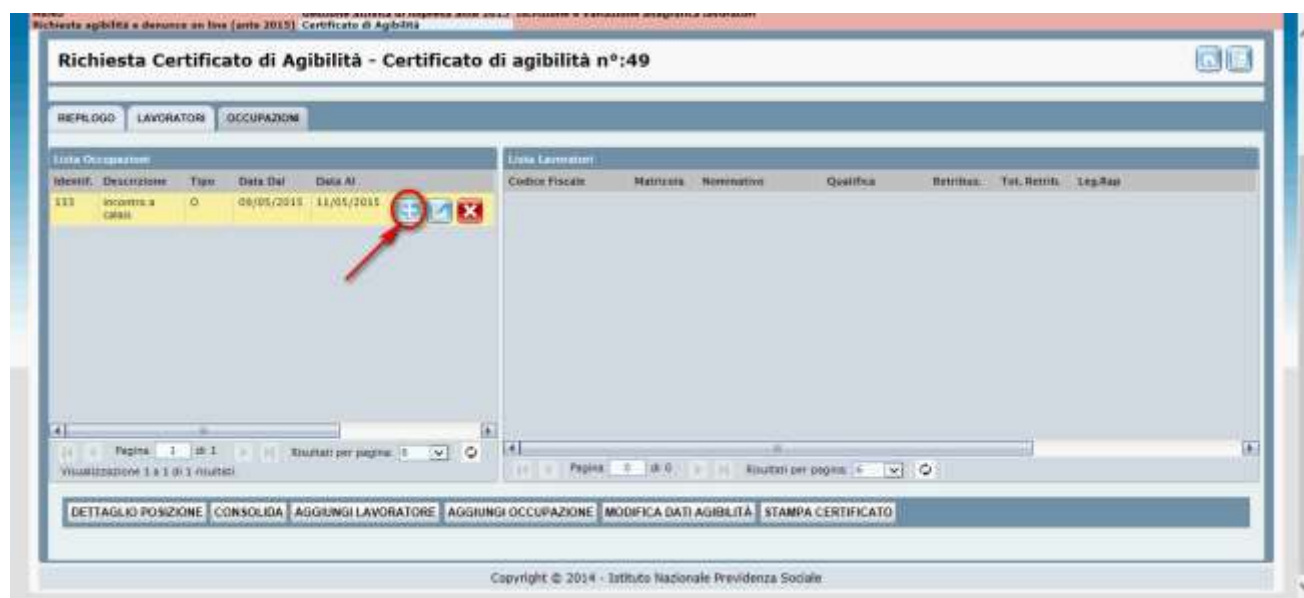 Richiesta agibilità e denunce on line [ante 2015] Certificato di Agibilità
Richiesta Certificato di Agibilità - Certificato di agibilità n°:49
RIEPILOGO LAVORATORI OCCUPAZIONI
Lista Occupazioni
Lista Lavoratori
Identif. Descrizione Tipo Data Dal Data Al
Codice Fiscale Matricola Nominativo Qualifica Retribuz. Tot. Retrib. Leg.Rap
333 incontro a calais O 09/05/2015 11/05/2015
Pagina 1 di 1 Risultati per pagina:
Visualizzazione 1 a 1 di 1 risultati
Pagina 0 di 0 Risultati per pagina:
DETTAGLIO POSIZIONE CONSOLIDA AGGIUNGI LAVORATORE AGGIUNGI OCCUPAZIONE MODIFICA DATI AGIBILITÀ STAMPA CERTIFICATO
Copyright © 2014 - Istituto Nazionale Previdenza Sociale